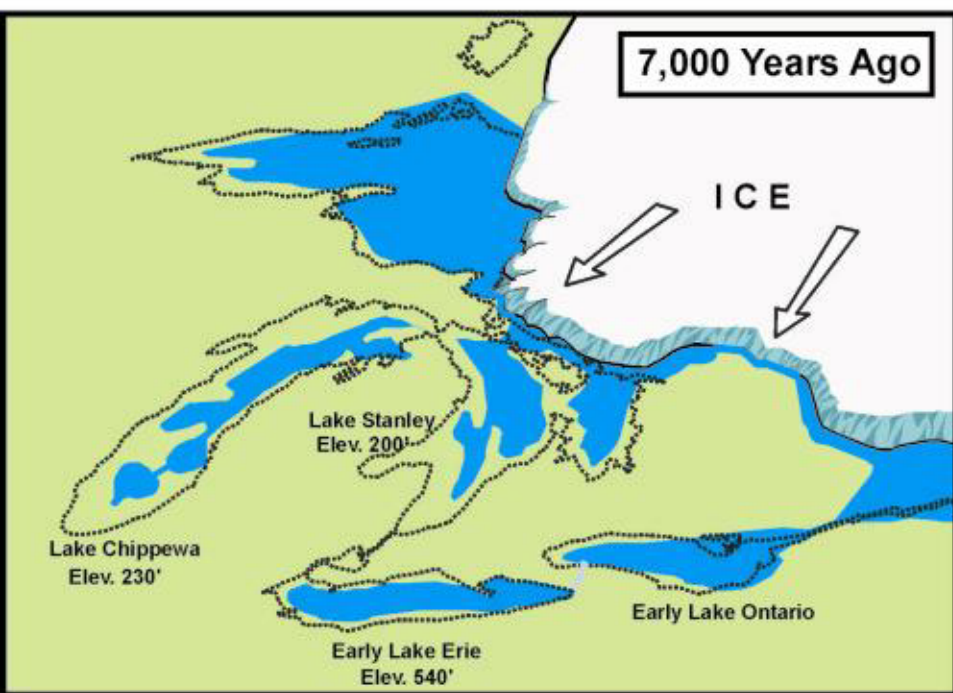 7,000 Years Ago
I C E
Lake Stanley
Elev. 200'
Lake Chippewa
Elev. 230'
Early Lake Ontario
Early Lake Erie
Elev. 540'